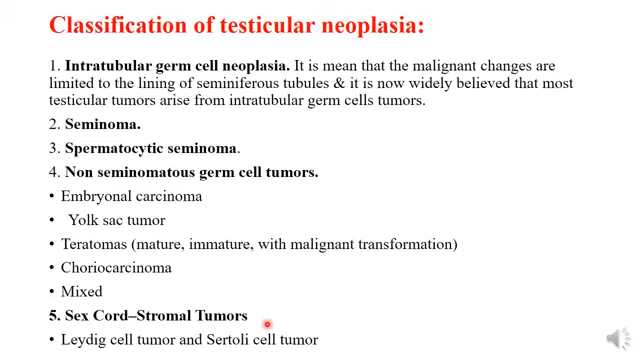 Classification of testicular neoplasia:
1. Intratubular germ cell neoplasia. It is mean that the malignant changes are
limited to the lining of seminiferous tubules & it is now widely believed that most
testicular tumors arise from intratubular germ cells tumors.
2. Seminoma.
3. Spermatocytic seminoma.
4. Non seminomatous germ cell tumors.
• Embryonal carcinoma
• Yolk sac tumor
• Teratomas (mature, immature, with malignant transformation)
• Choriocarcinoma
• Mixed
5. Sex Cord–Stromal Tumors
• Leydig cell tumor and Sertoli cell tumor